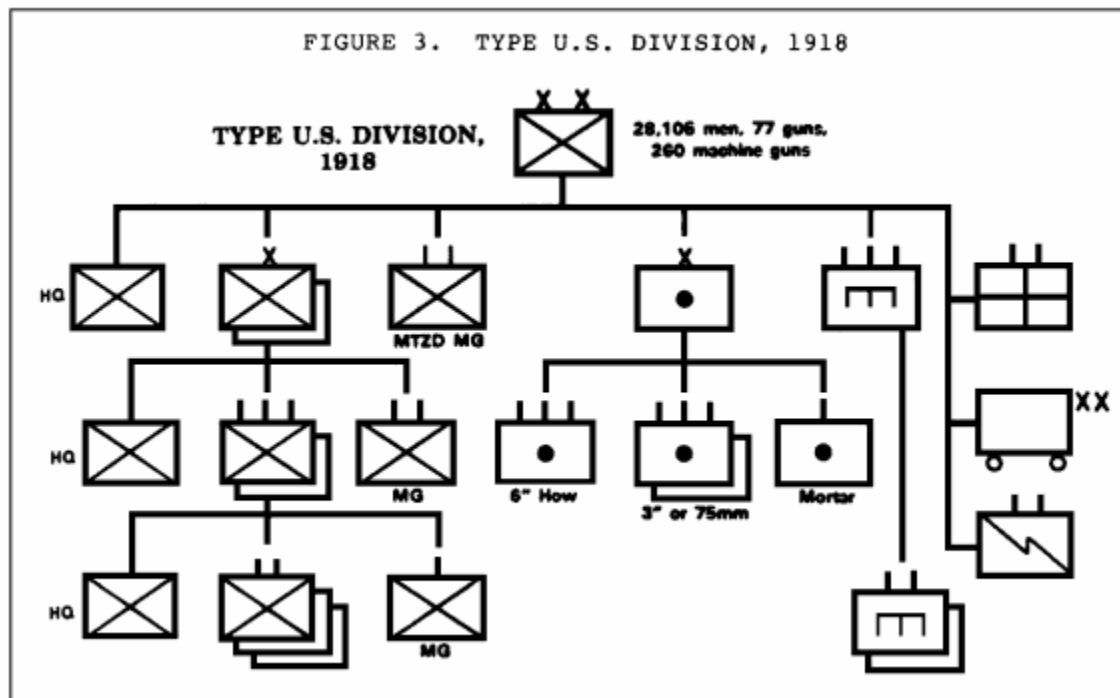 FIGURE 3. TYPE U.S. DIVISION, 1918
TYPE U.S. DIVISION,
1918
X X
28,106 men, 77 guns,
260 machine guns
HQ
X
MTZD MG
X
XX
HQ
MG
6" How
3" or 75mm
Mortar
HQ
MG